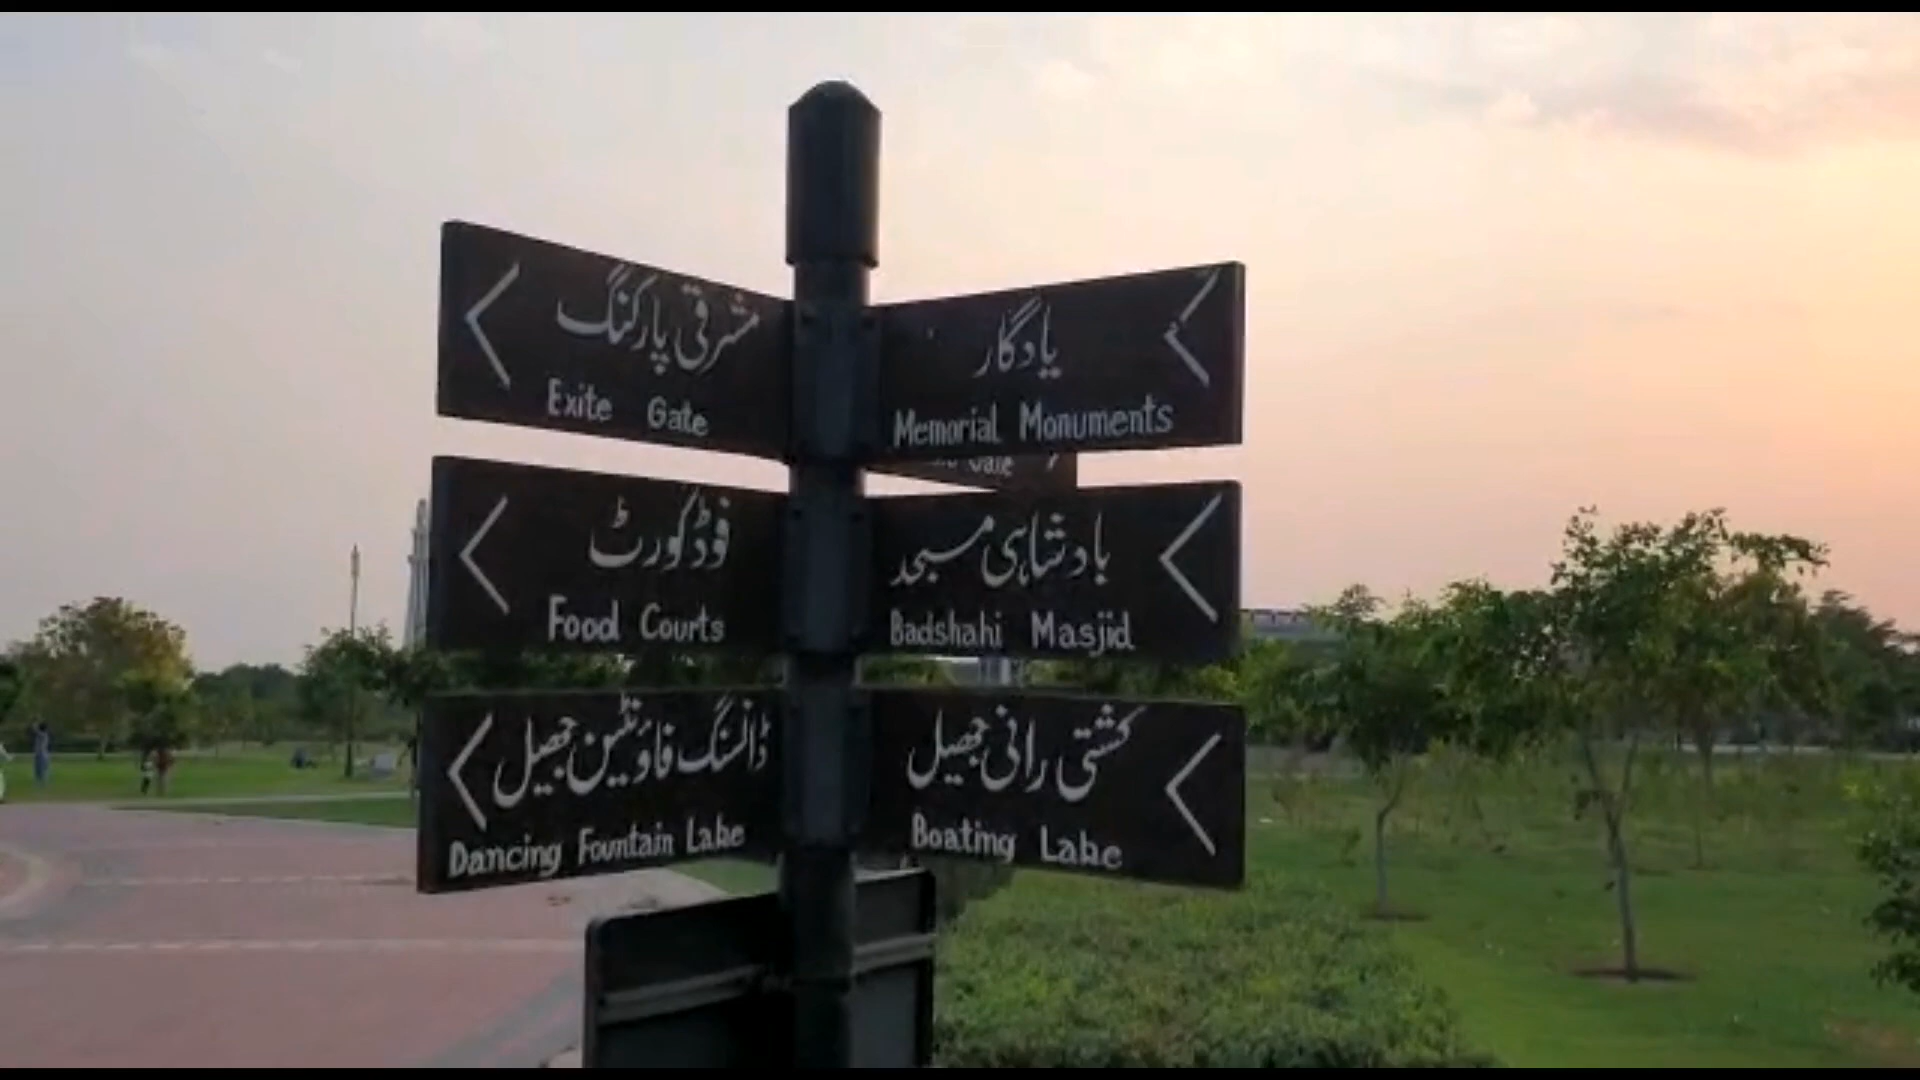 مشرقی پارکنگ
Exite Gate
یادگار
Memorial Monuments
Gate
فوڈ کورٹ
Food Courts
بادشاہی مسجد
Badshahi Masjid
ڈانسنگ فاؤنٹین جھیل
Dancing Fountain Lake
کشتی رانی جھیل
Boating Lake